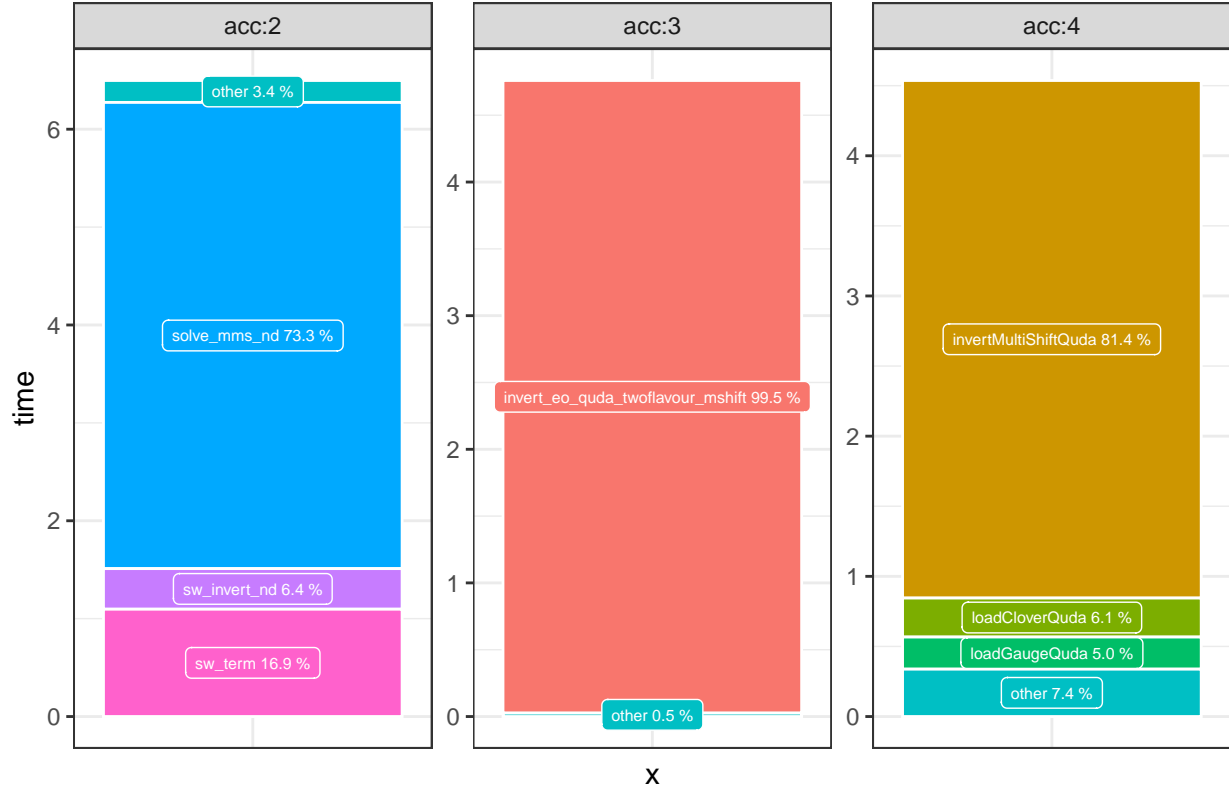 acc:2
acc:3
acc:4
time
6
4
2
0
other 3.4 %
solve_mms_nd 73.3 %
sw_invert_nd 6.4 %
sw_term 16.9 %
4
3
2
1
0
invert_eo_quda_twoflavour_mshift 99.5 %
other 0.5 %
4
3
2
1
0
invertMultiShiftQuda 81.4 %
loadCloverQuda 6.1 %
loadGaugeQuda 5.0 %
other 7.4 %
x